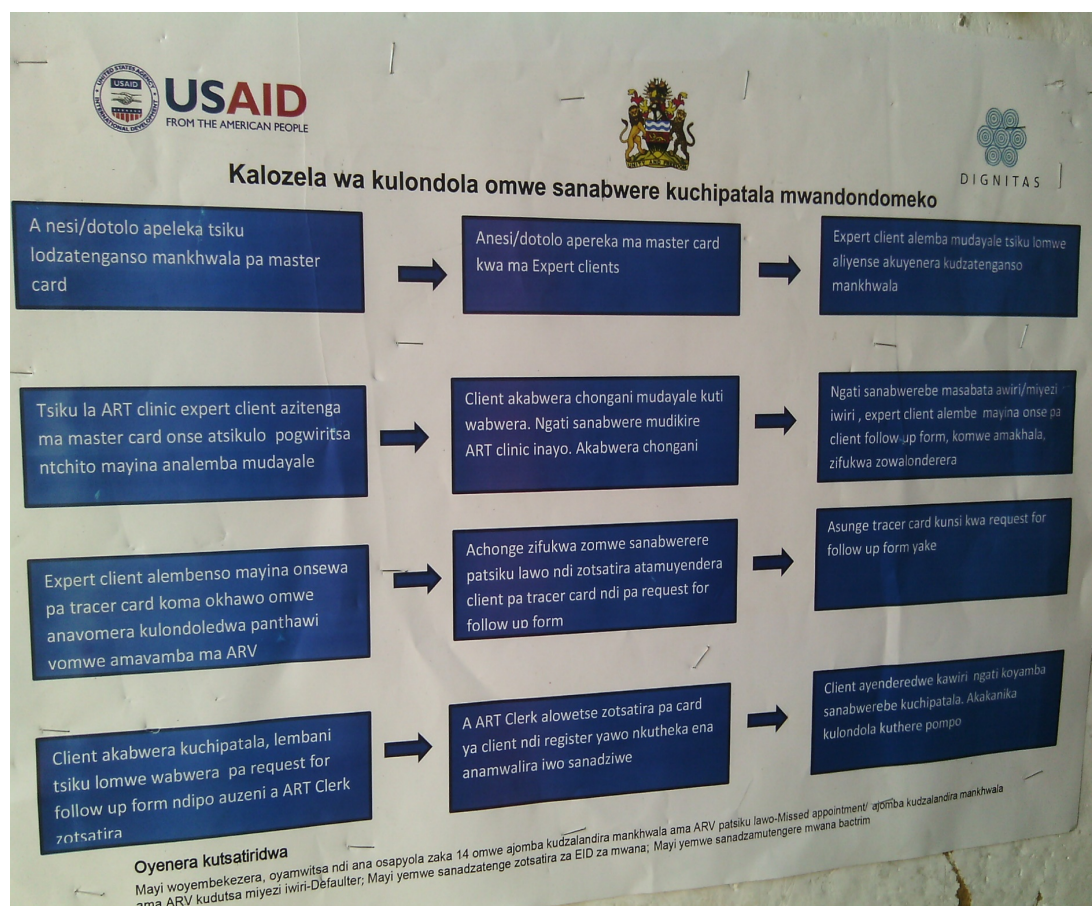 USAID
FROM THE AMERICAN PEOPLE
UNITED STATES AGENCY
INTERNATIONAL DEVELOPMENT
USAID
UNITY AND FREEDOM
DIGNITAS
Kalozela wa kulondola omwe sanabwere kuchipatala mwandondomeko
A nesi/dotolo apeleka tsiku
lodzatenganso mankhwala pa master
card
Anesi/dotolo apereka ma master card
kwa ma Expert clients
Expert client alemba mudayale tsiku lomwe
aliyense akuyenera kudzatenganso
mankhwala
Tsiku la ART clinic expert client azitenga
ma master card onse atsikulo pogwiritsa
ntchito mayina analemba mudayale
Client akabwera chongani mudayale kuti
wabwera. Ngati sanabwere mudikire
ART clinic inayo. Akabwera chongani
Ngati sanabwerebe masabata awiri/miyezi
iwiri , expert client alembe mayina onse pa
client follow-up form, komwe amakhala,
zifukwa zowalonderera
Expert client alembenso mayina onsewa
pa tracer card koma okhawo omwe
anavomera kulondoledwa panthawi
yomwe amayamba ma ARV
Achonge zifukwa zomwe sanabwerere
patsiku lawo ndi zotsatira atamuyendera
client pa tracer card ndi pa request for
follow up form
Asunge tracer card kunsi kwa request for
follow up form yake
Client akabwera kuchipatala, lembani
tsiku lomwe wabwera pa request for
follow up form ndipo auzeni a ART Clerk
zotsatira
A ART Clerk alowetse zotsatira pa card
ya client ndi register yawo nkutheka ena
anamwalira iwo sanadziwe
Client ayenderedwe kawiri ngati koyamba
sanabwerebe kuchipatala. Akakanika
kulondola kuthere pompo
Oyenera kutsatiridwa
Mayi woyembekezera, oyamwitsa ndi ana osapyola zaka 14 omwe ajomba kudzalandira mankhwala ama ARV patsiku lawo-Missed appointment/ ajomba kudzalandira mankhwala
ama ARV kudutsa miyezi iwiri-Defaulter; Mayi yemwe sanadzatenge zotsatira za EID za mwana; Mayi yemwe sanadzamutengere mwana bactrim